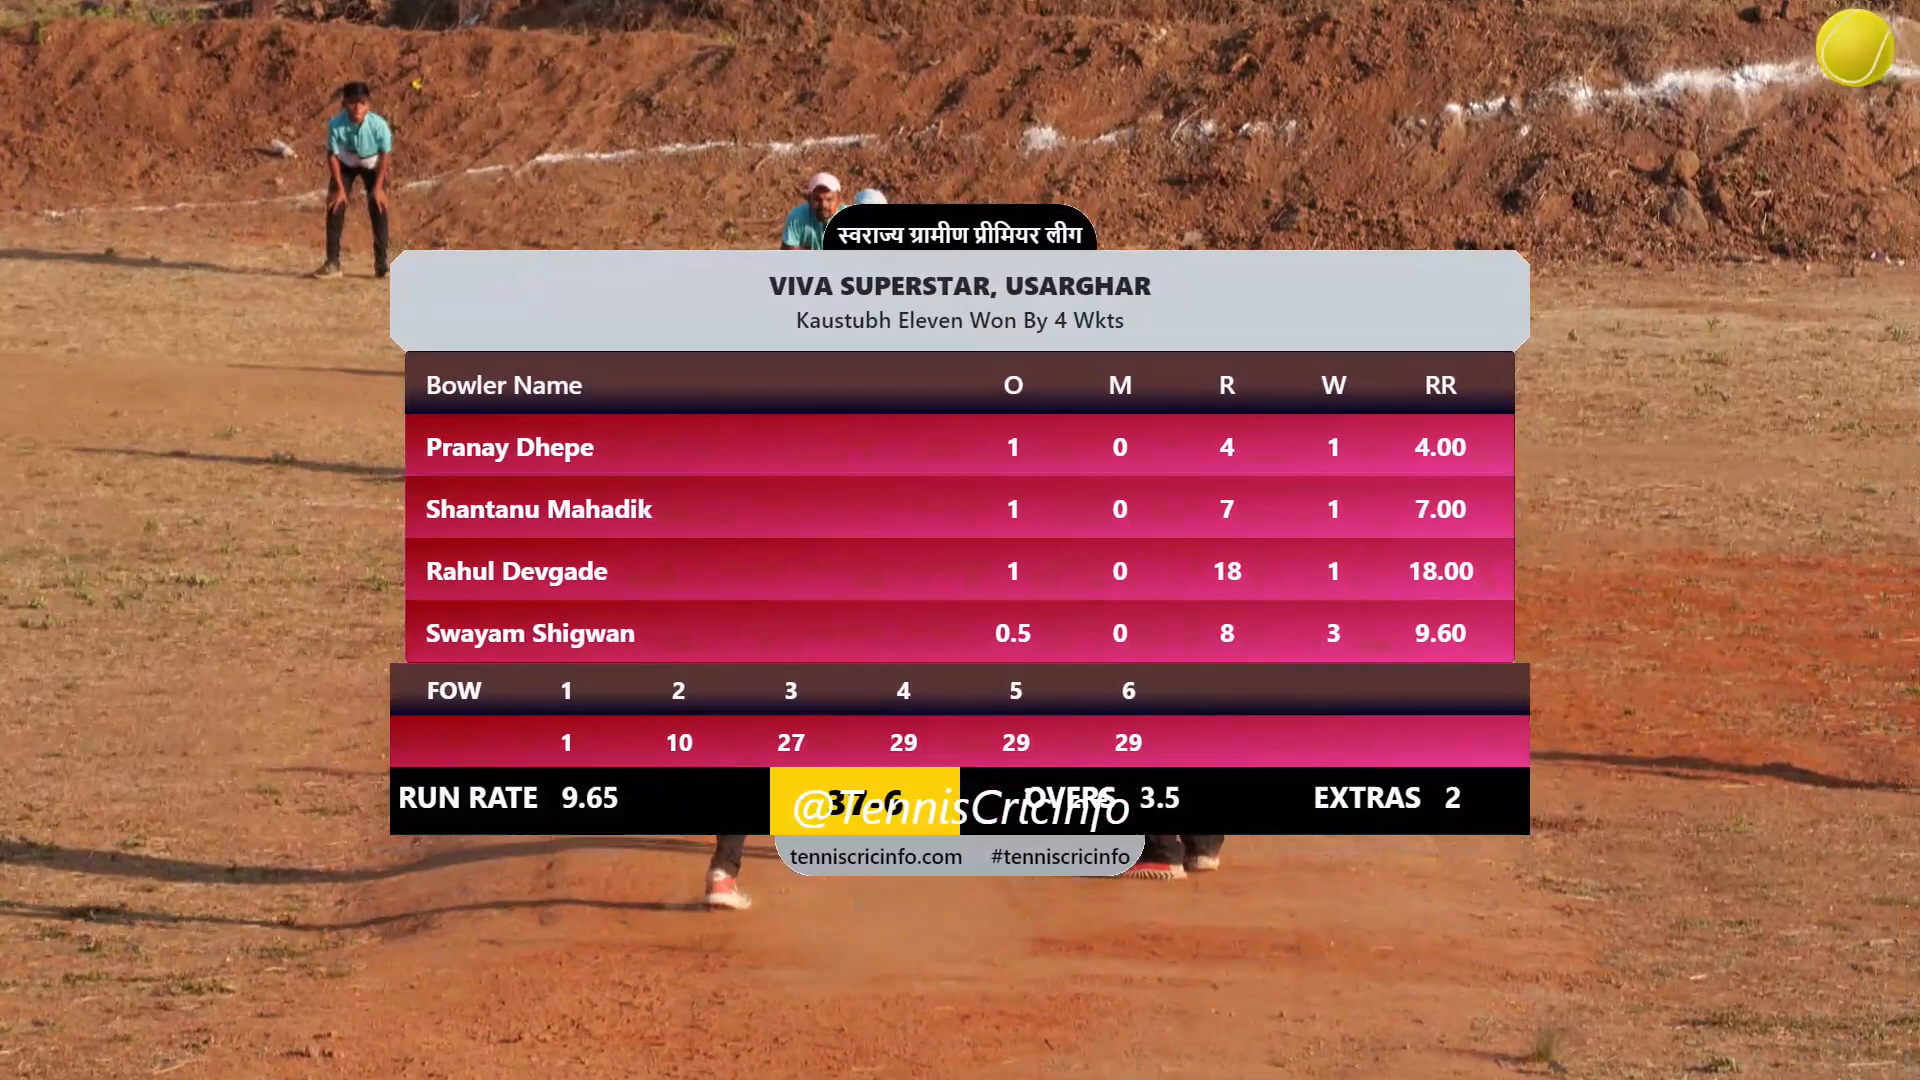 स्वराज्य ग्रामीण प्रीमियर लीग
VIVA SUPERSTAR, USARGHAR
Kaustubh Eleven Won By 4 Wkts
Bowler Name O M R W RR
Pranay Dhepe 1 0 4 1 4.00
Shantanu Mahadik 1 0 7 1 7.00
Rahul Devgade 1 0 18 1 18.00
Swayam Shigwan 0.5 0 8 3 9.60
FOW 1 2 3 4 5 6
1 10 27 29 29 29
RUN RATE 9.65 37-6 OVERS 3.5 EXTRAS 2
@TennisCricInfo
tenniscricinfo.com #tenniscricinfo